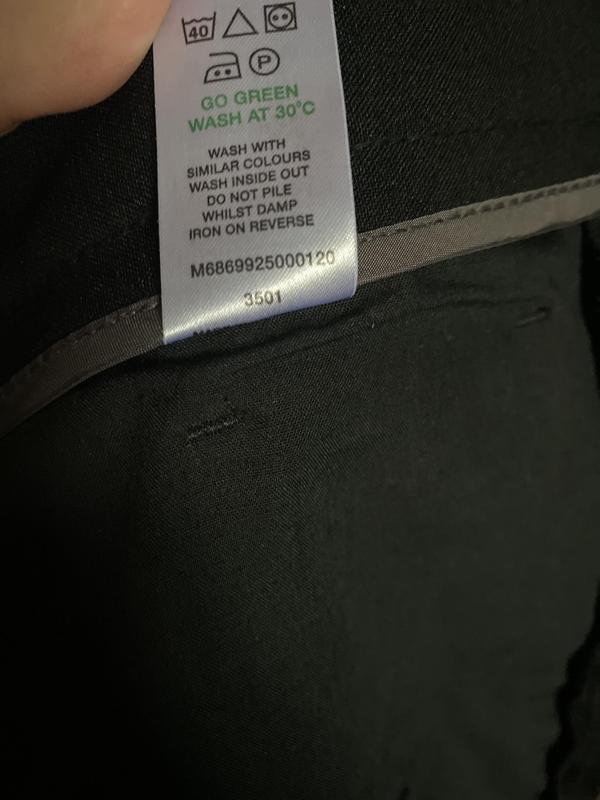 40
P
GO GREEN
WASH AT 30°C
WASH WITH
SIMILAR COLOURS
WASH INSIDE OUT
DO NOT PILE
WHILST DAMP
IRON ON REVERSE
M6869925000120
3501